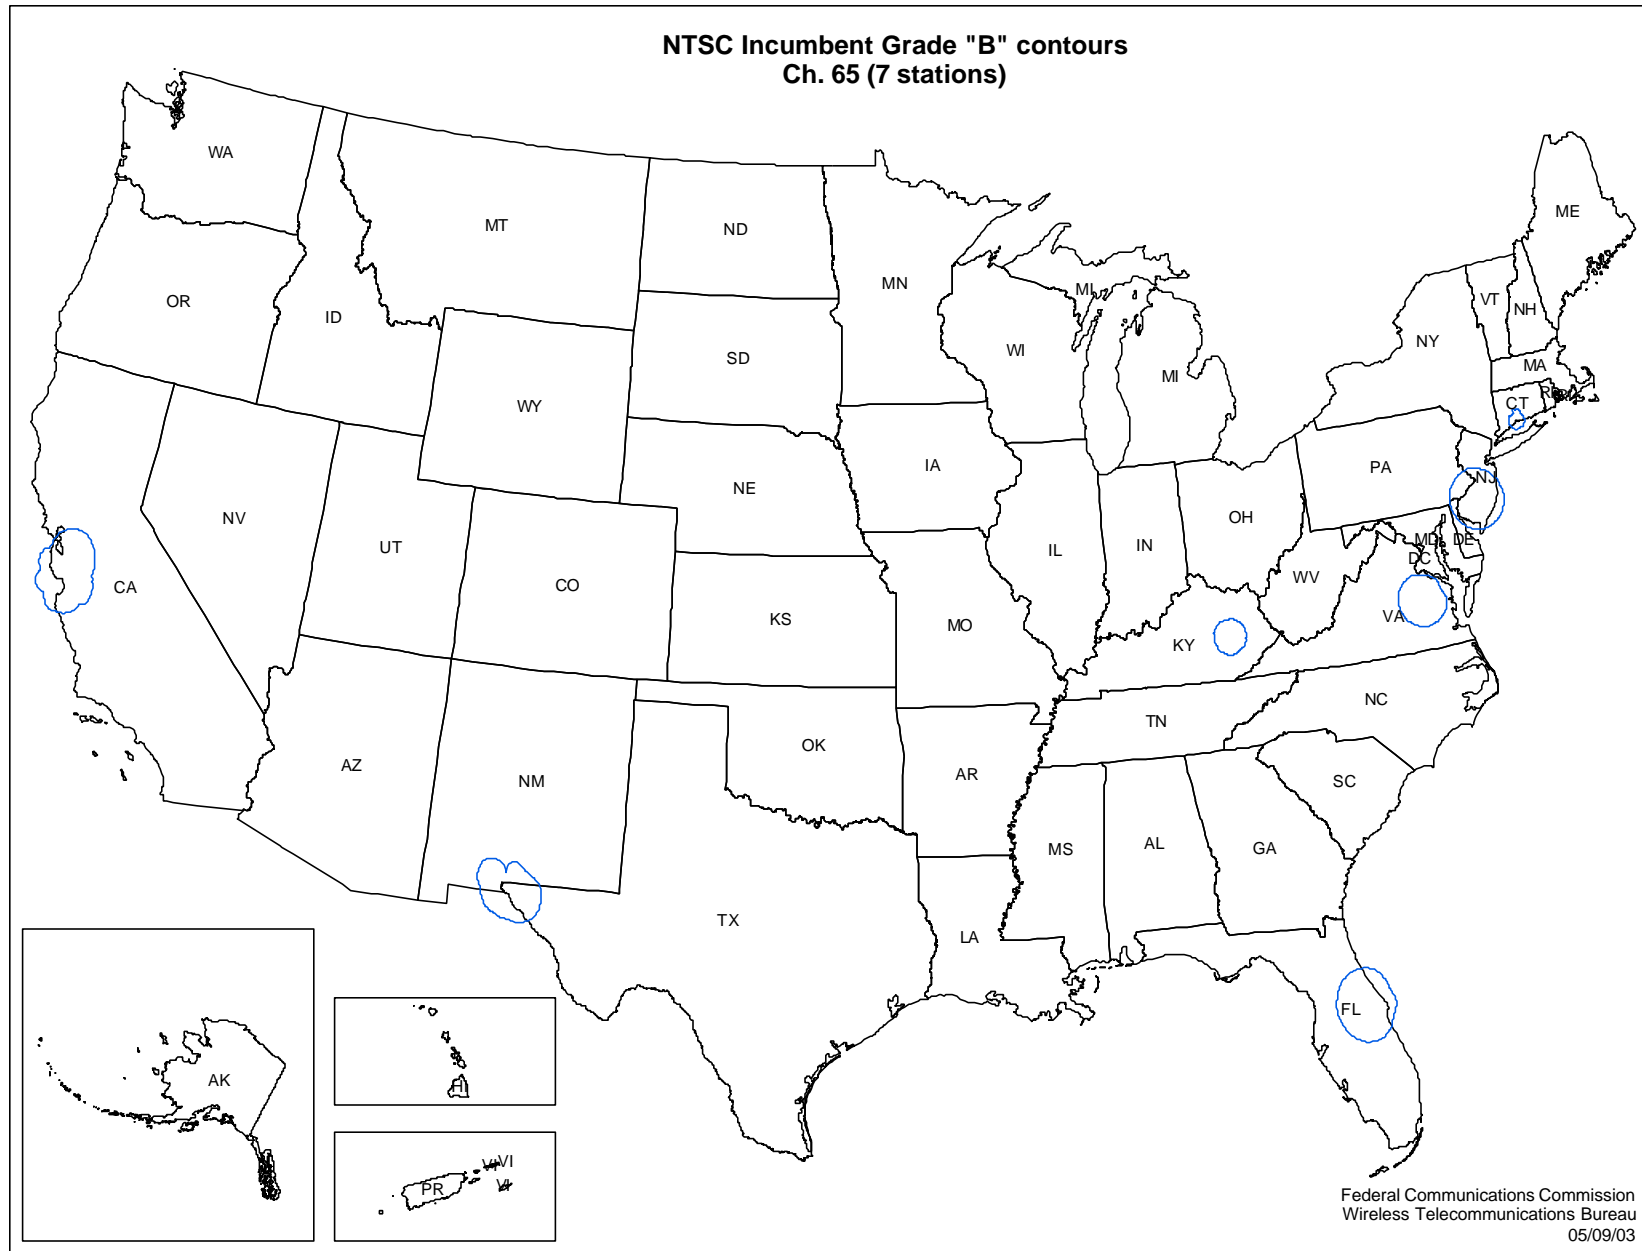 NTSC Incumbent Grade "B" contours
Ch. 65 (7 stations)
WA
MT
ND
MN
ME
OR
ID
SD
WI
MI
MI
NY
VT
NH
MA
CT
RI
WY
NE
IA
PA
NJ
NV
UT
CO
KS
MO
IL
IN
OH
WV
MD
DE
DC
VA
KY
CA
AZ
NM
OK
AR
TN
NC
SC
MS
AL
GA
TX
LA
FL
AK
HI
PR
VI
VI
VI
Federal Communications Commission
Wireless Telecommunications Bureau
05/09/03